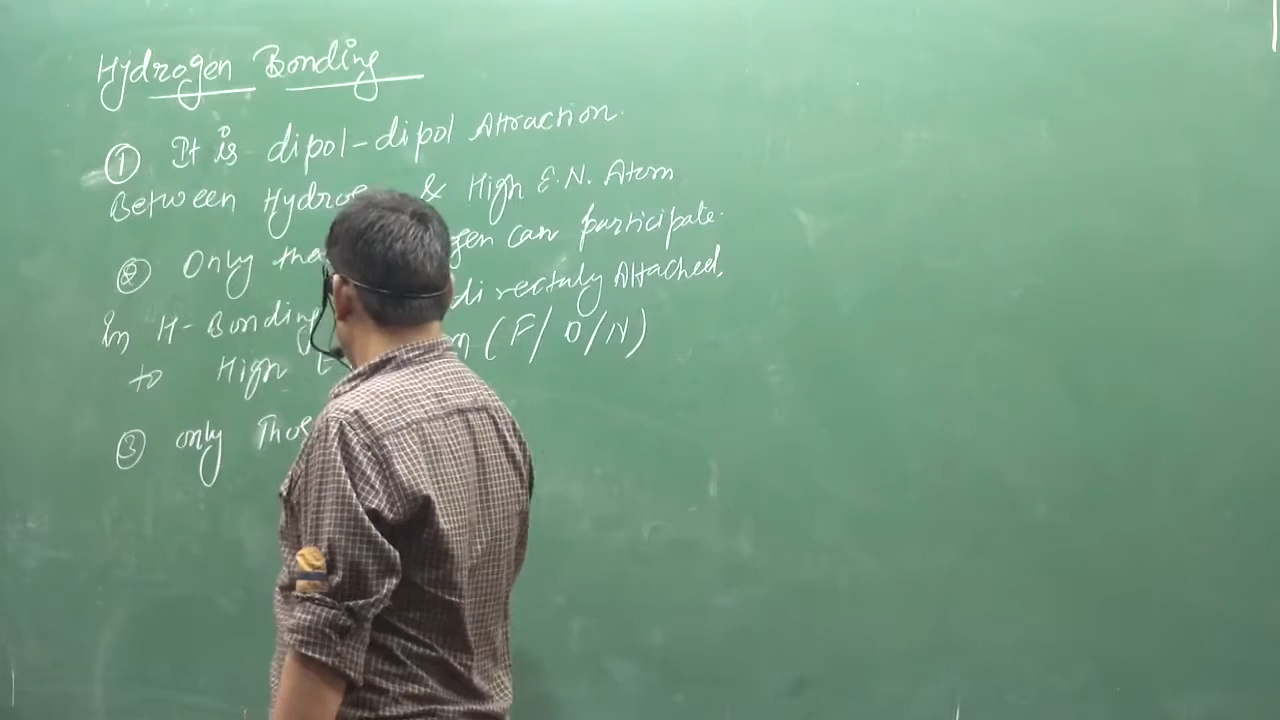 Hydrogen Bonding
① It is dipol-dipol Attraction.
Between Hydro & High E.N. Atom
② Only tha gen can participate.
In H-Bonding directaly Attached.
to High (F/O/N)
③ only Thos